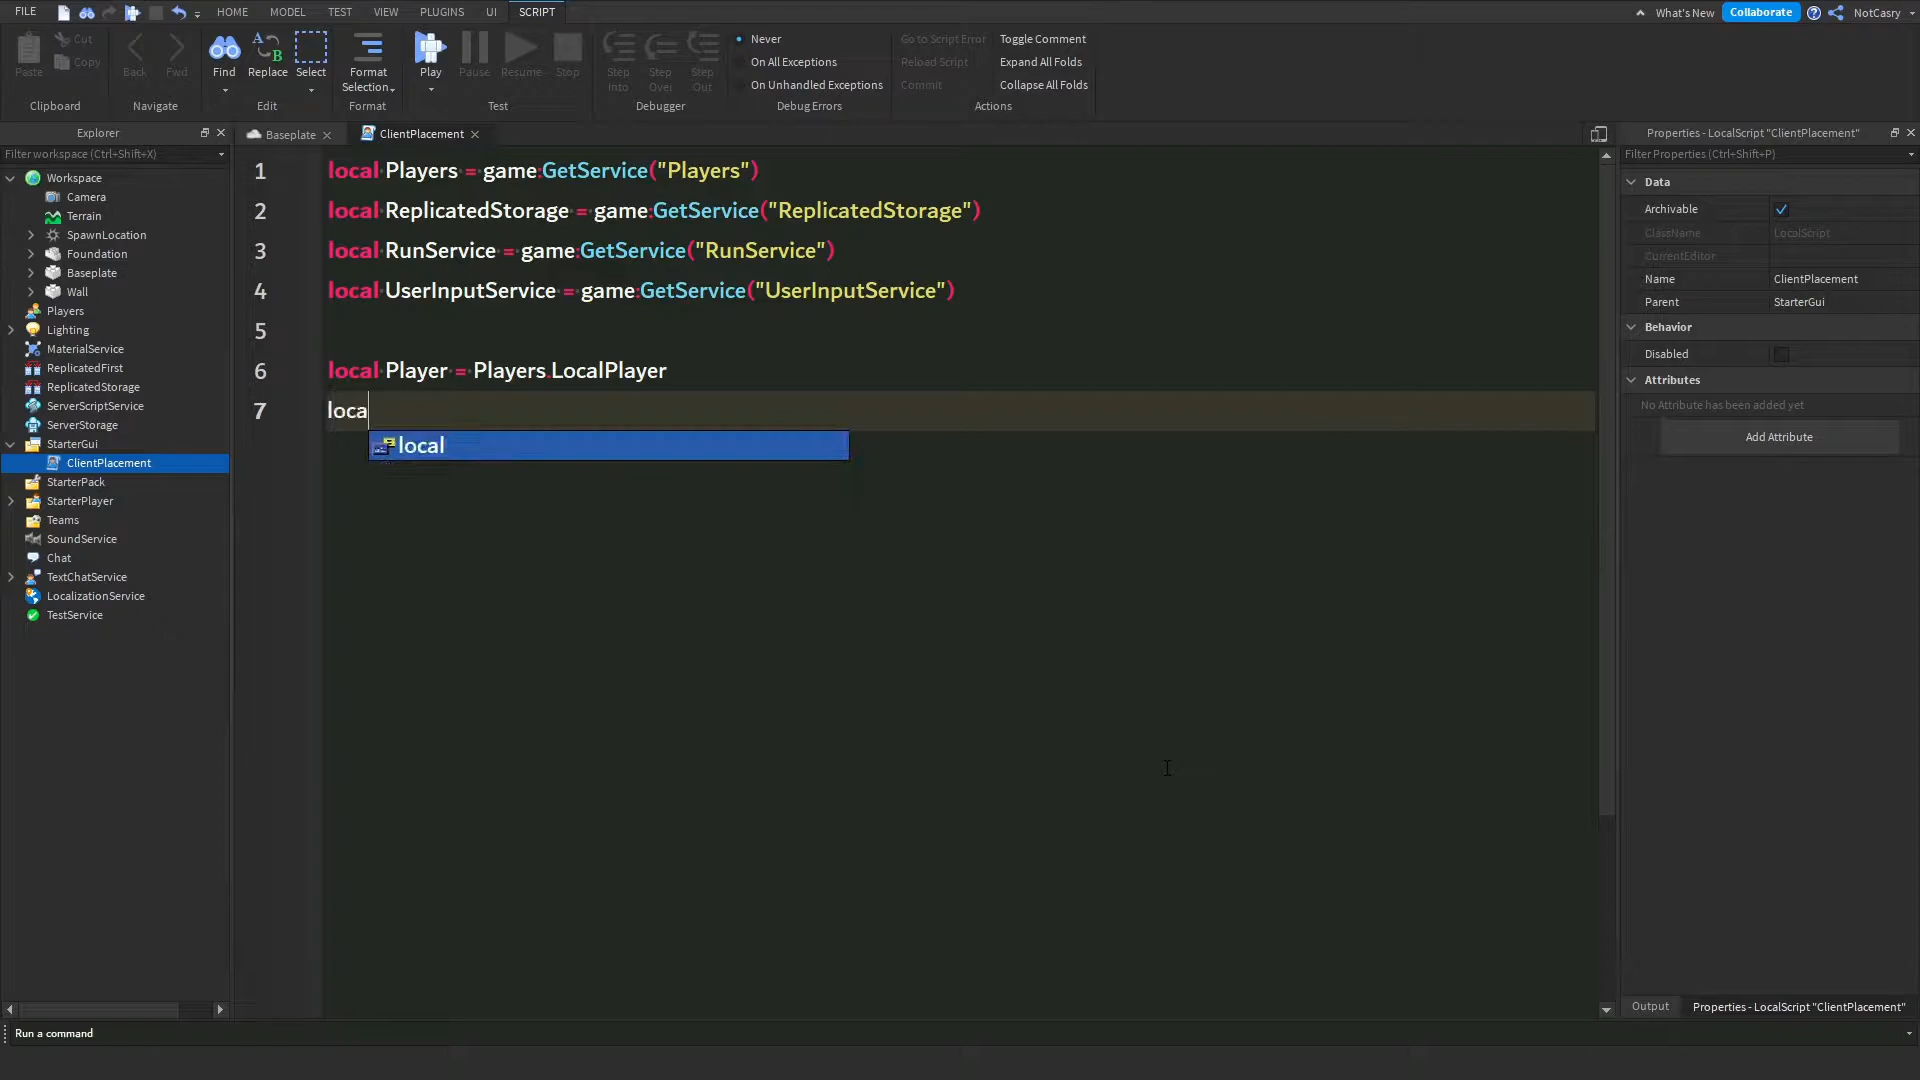 FILE HOME MODEL TEST VIEW PLUGINS UI SCRIPT What's New Collaborate NotCasry
Paste Cut Copy Back Fwd Find Replace Select Format Selection Play Pause Resume Stop Step Into Step Over Step Out
Never
On All Exceptions
On Unhandled Exceptions
Go to Script Error
Reload Script
Commit
Toggle Comment
Expand All Folds
Collapse All Folds
Clipboard Navigate Edit Format Test Debugger Debug Errors Actions
Explorer
Filter workspace (Ctrl+Shift+X)
Workspace
Camera
Terrain
SpawnLocation
Foundation
Baseplate
Wall
Players
Lighting
MaterialService
ReplicatedFirst
ReplicatedStorage
ServerScriptService
ServerStorage
StarterGui
ClientPlacement
StarterPack
StarterPlayer
Teams
SoundService
Chat
TextChatService
LocalizationService
TestService
Baseplate ClientPlacement
1 local Players = game:GetService("Players")
2 local ReplicatedStorage = game:GetService("ReplicatedStorage")
3 local RunService = game:GetService("RunService")
4 local UserInputService = game:GetService("UserInputService")
5
6 local Player = Players.LocalPlayer
7 loca
local
Properties - LocalScript "ClientPlacement"
Filter Properties (Ctrl+Shift+P)
Data
Archivable
ClassName LocalScript
CurrentEditor
Name ClientPlacement
Parent StarterGui
Behavior
Disabled
Attributes
No Attribute has been added yet
Add Attribute
Output Properties - LocalScript "ClientPlacement"
Run a command